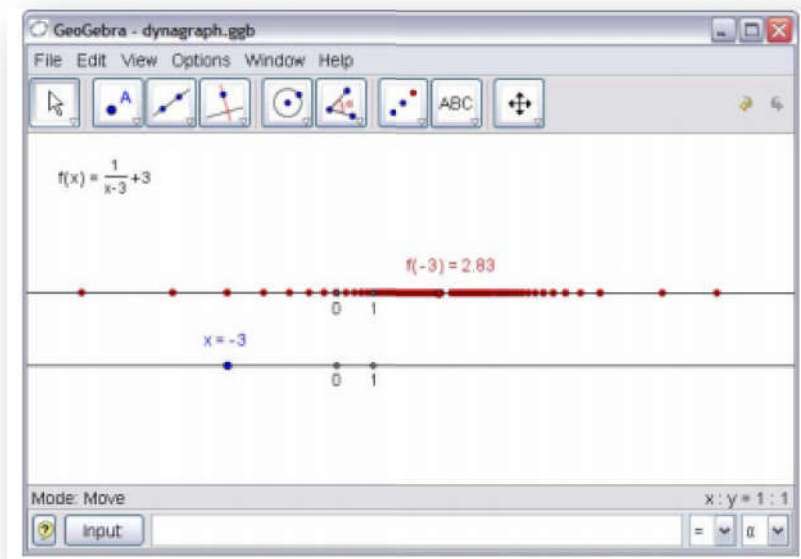 GeoGebra - dynagraph.ggb
File Edit View Options Window Help
A α ABC
f(x) = 1/(x-3) +3
f(-3) = 2.83
0 1
x = -3
0 1
Mode: Move x : y = 1 : 1
? Input = α